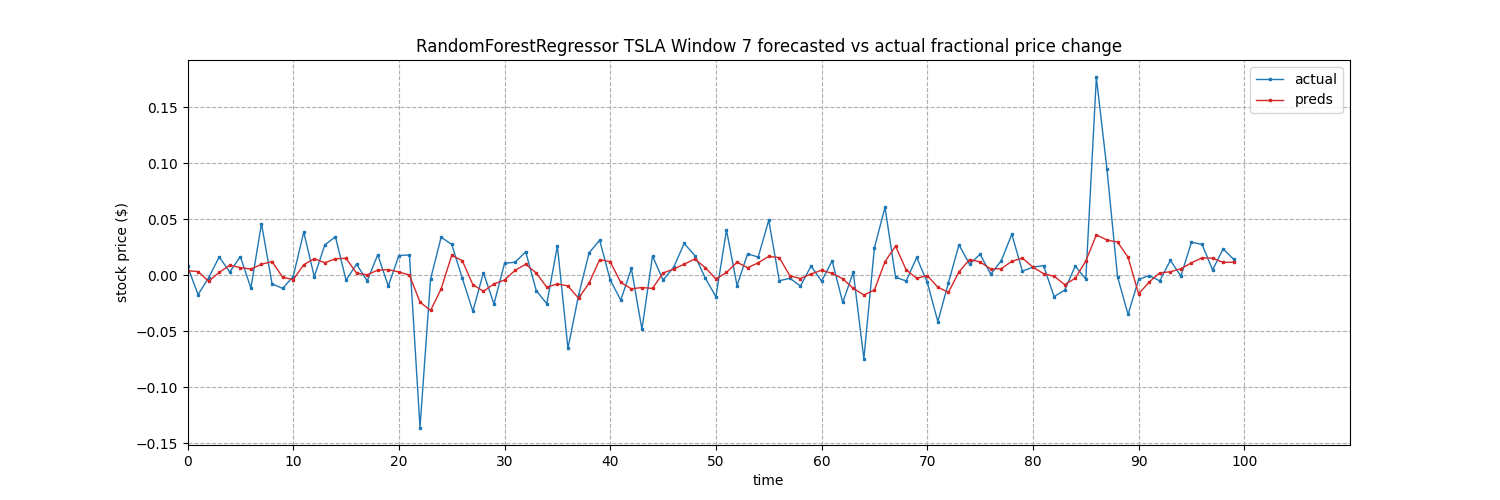 RandomForestRegressor TSLA Window 7 forecasted vs actual fractional price change
actual
preds
stock price ($)
0.15
0.10
0.05
0.00
−0.05
−0.10
−0.15
0 10 20 30 40 50 60 70 80 90 100
time